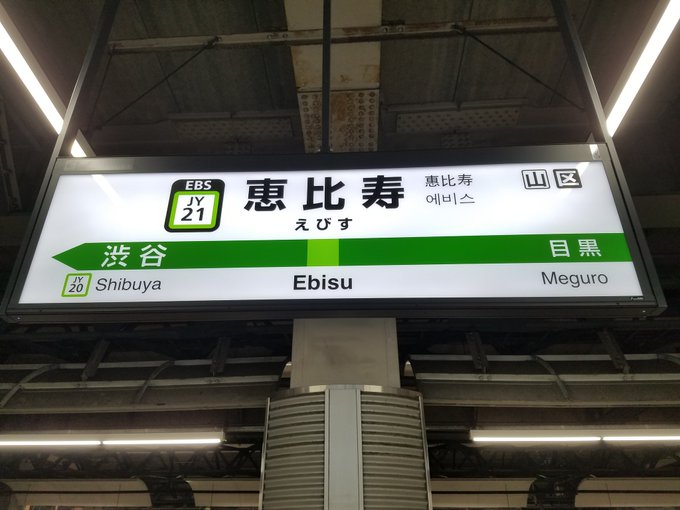 EBS
JY
21
恵比寿
えびす
恵比寿
에비스
山 区
渋谷
目黒
JY
20
Shibuya
Ebisu
Meguro